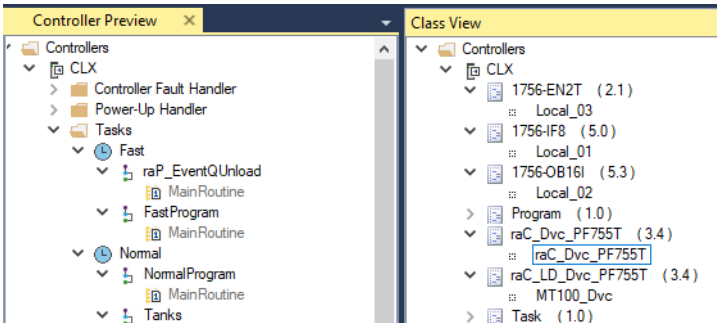 Controller Preview
Controllers
CLX
Controller Fault Handler
Power-Up Handler
Tasks
Fast
raP_EventQUnload
MainRoutine
FastProgram
MainRoutine
Normal
NormalProgram
MainRoutine
Tanks
Class View
Controllers
CLX
1756-EN2T (2.1)
Local_03
1756-IF8 (5.0)
Local_01
1756-OB16I (5.3)
Local_02
Program (1.0)
raC_Dvc_PF755T (3.4)
raC_Dvc_PF755T
raC_LD_Dvc_PF755T (3.4)
MT100_Dvc
Task (1.0)